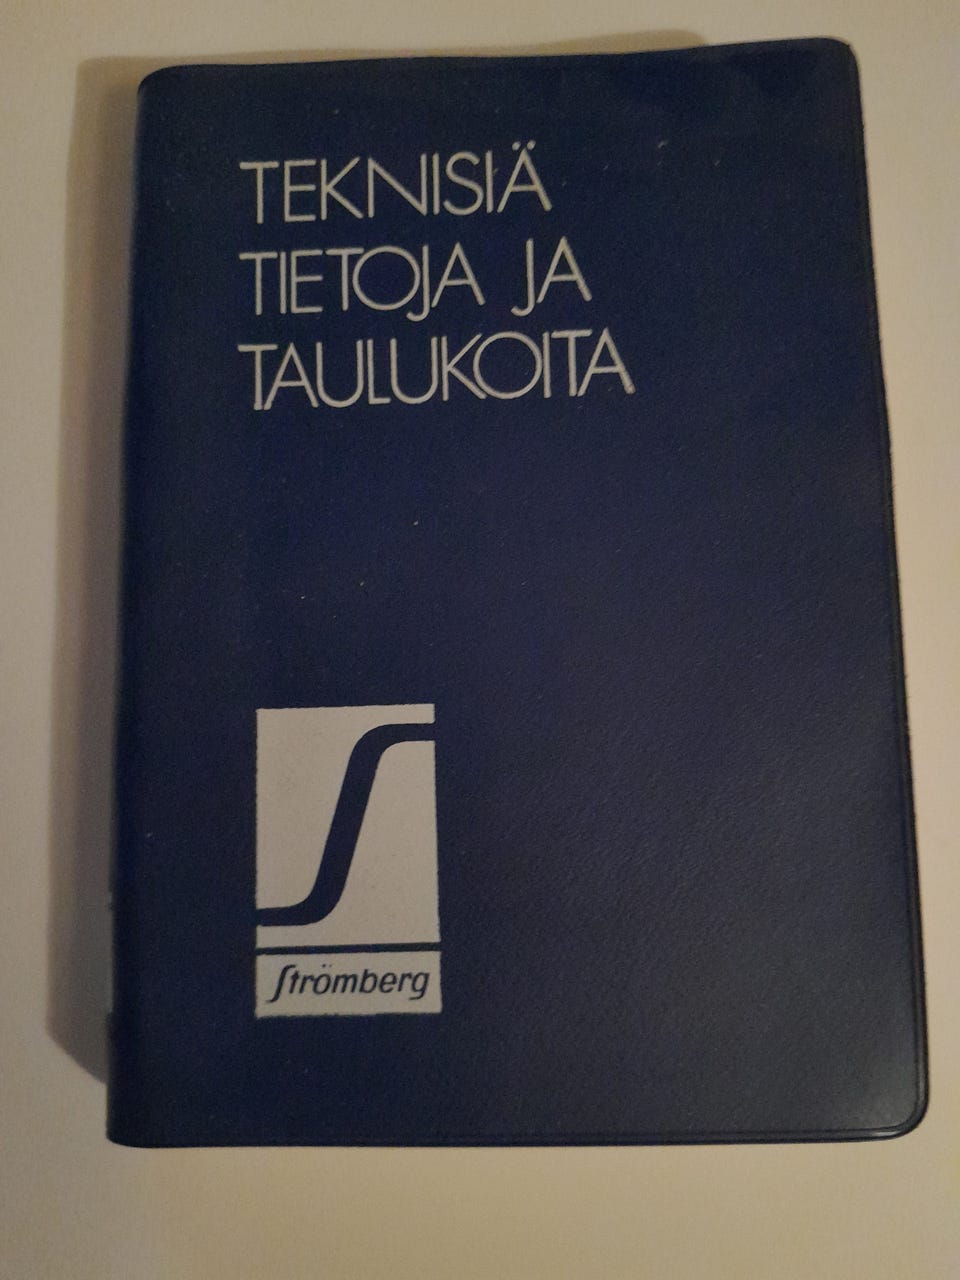 TEKNISIÄ
TIETOJA JA
TAULUKOITA
Strömberg